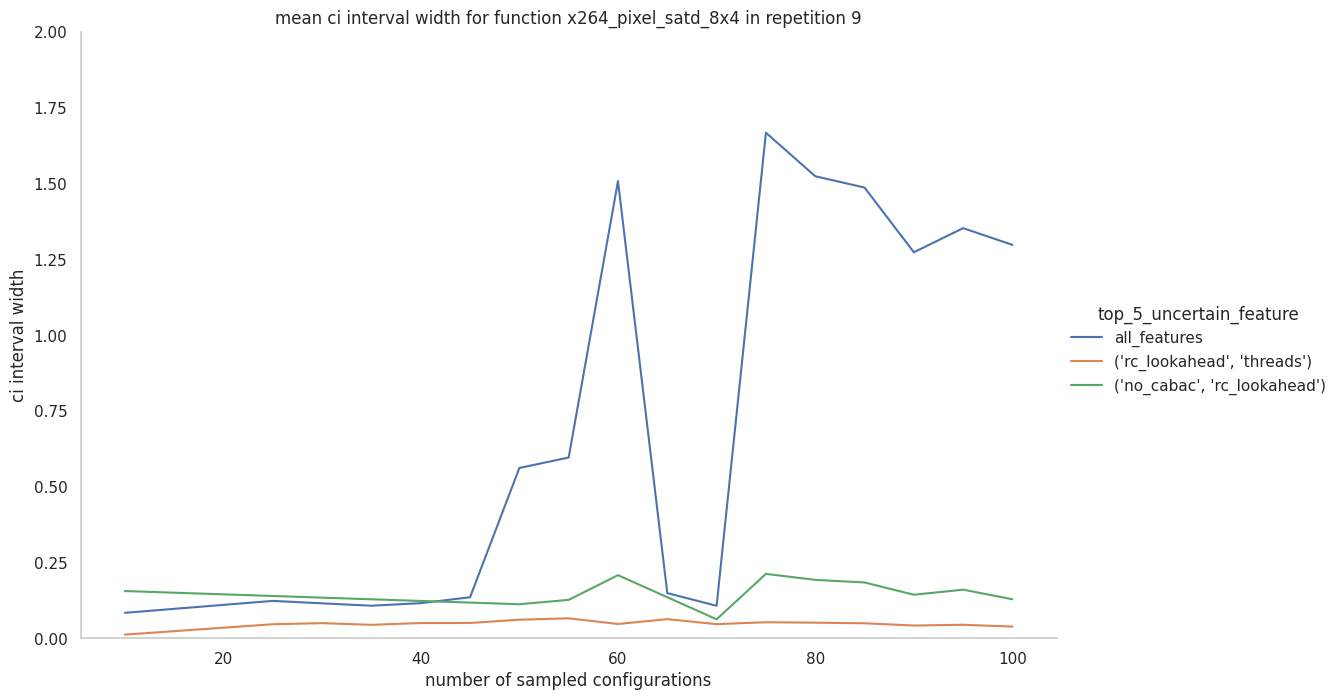 mean ci interval width for function x264_pixel_satd_8x4 in repetition 9
2.00
1.75
1.50
1.25
1.00
0.75
0.50
0.25
0.00
ci interval width
20 40 60 80 100
number of sampled configurations
top_5_uncertain_feature
all_features
('rc_lookahead', 'threads')
('no_cabac', 'rc_lookahead')